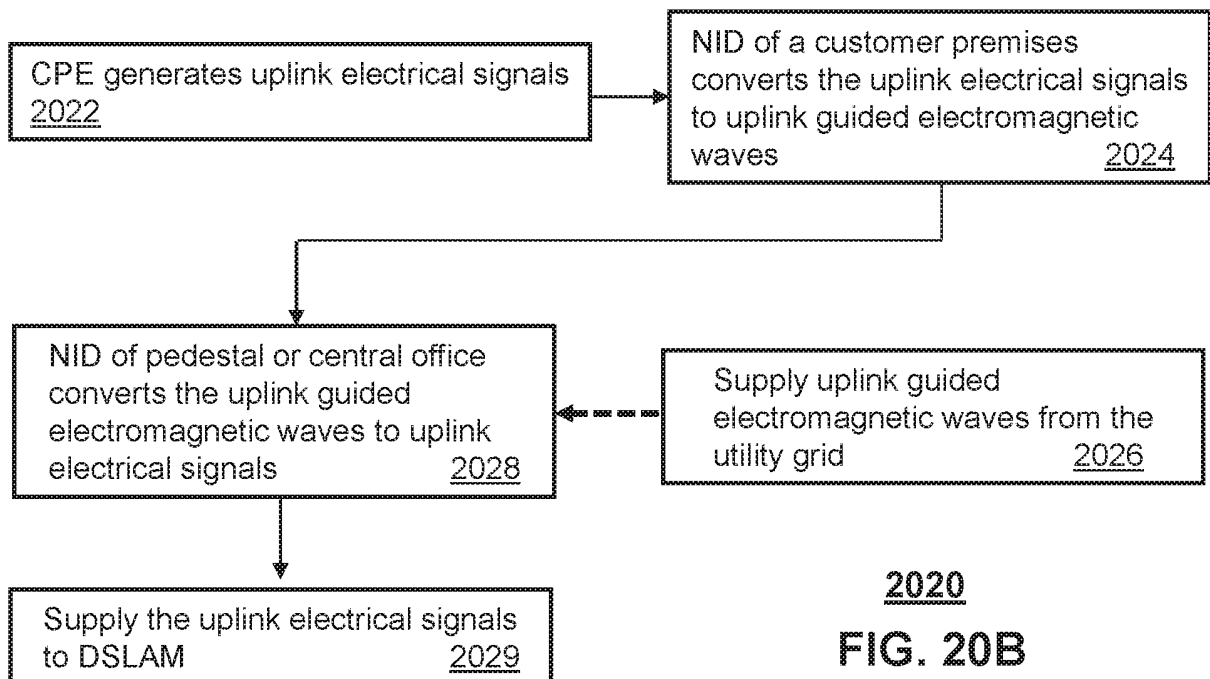 CPE generates uplink electrical signals
2022
NID of a customer premises
converts the uplink electrical signals
to uplink guided electromagnetic
waves 2024
NID of pedestal or central office
converts the uplink guided
electromagnetic waves to uplink
electrical signals 2028
Supply uplink guided
electromagnetic waves from the
utility grid 2026
Supply the uplink electrical signals
to DSLAM 2029
2020
FIG. 20B